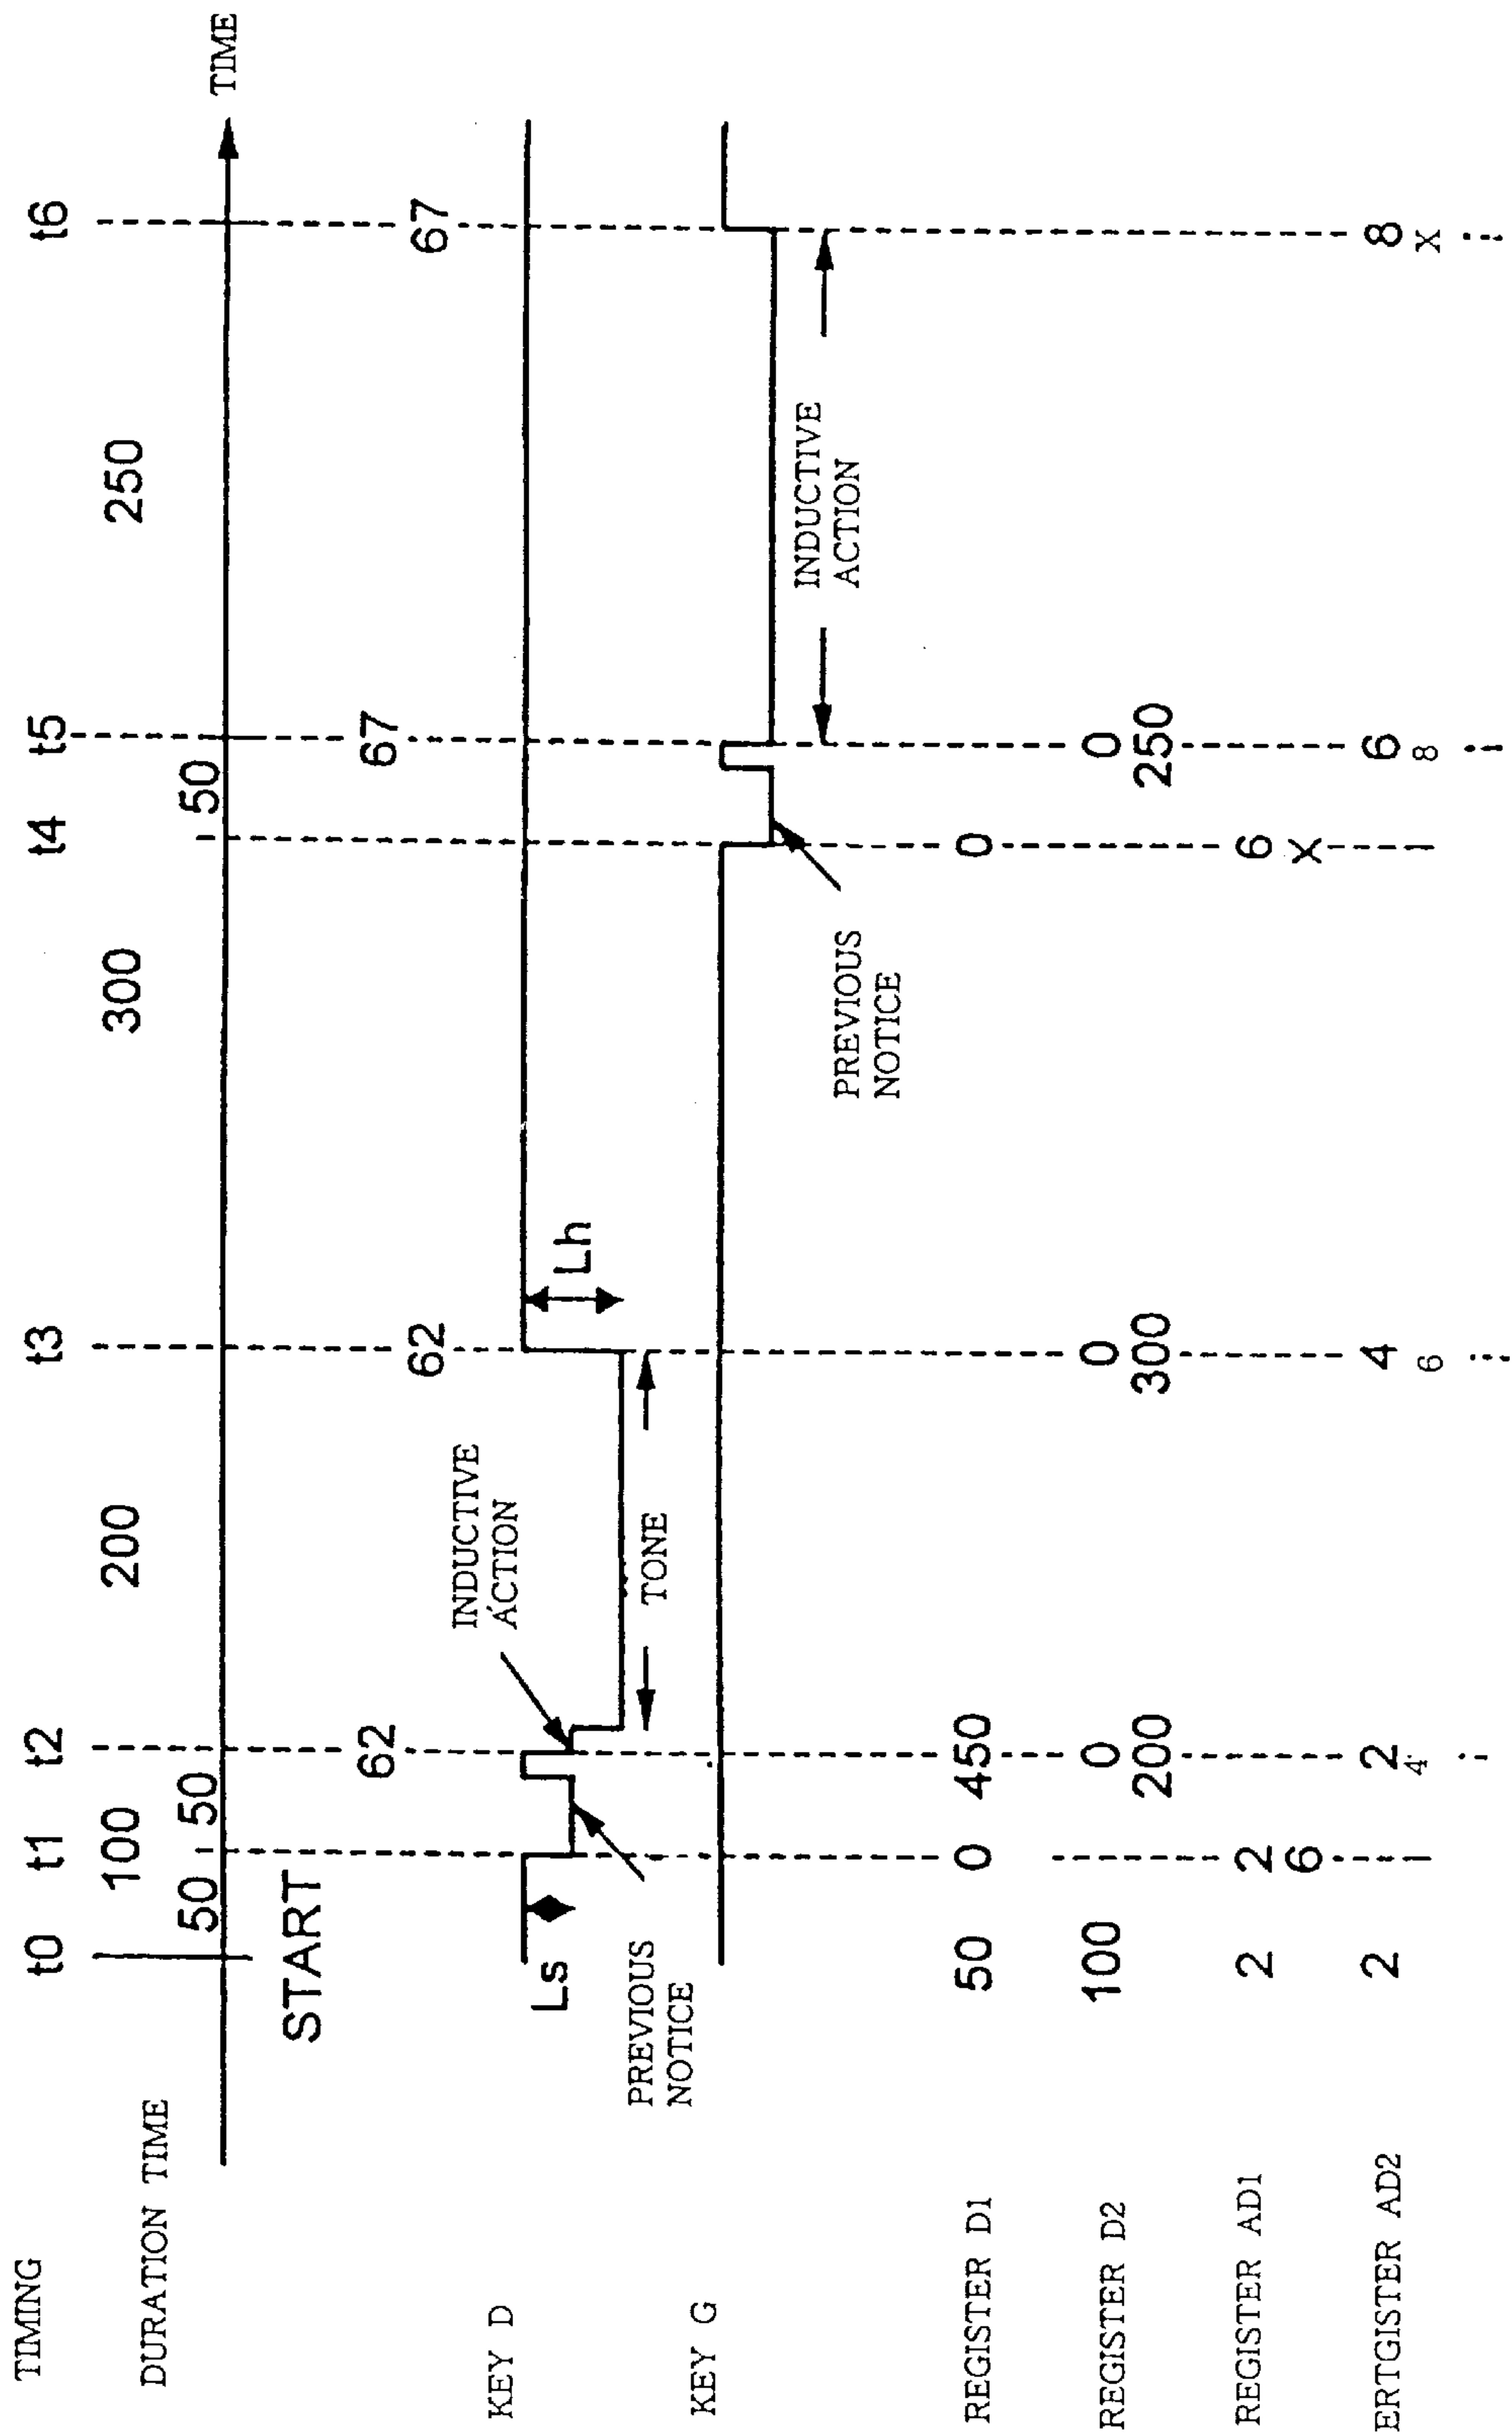 TIMING t0 t1 t2 t3 t4 t5 t6
DURATION TIME 100 200 300 250
50 50 50
TIME
START
62 67
62 67
KEY D
Ls
Lh
PREVIOUS
NOTICE
INDUCTIVE
ACTION
TONE
KEY G
PREVIOUS
NOTICE
INDUCTIVE
ACTION
REGISTER D1 50 0 450 0
REGISTER D2 100 0 0 0
200 300 250
REGISTER AD1 2 2 6
6 X
ERTGISTER AD2 2 2 4 6 8
4 6 8 X